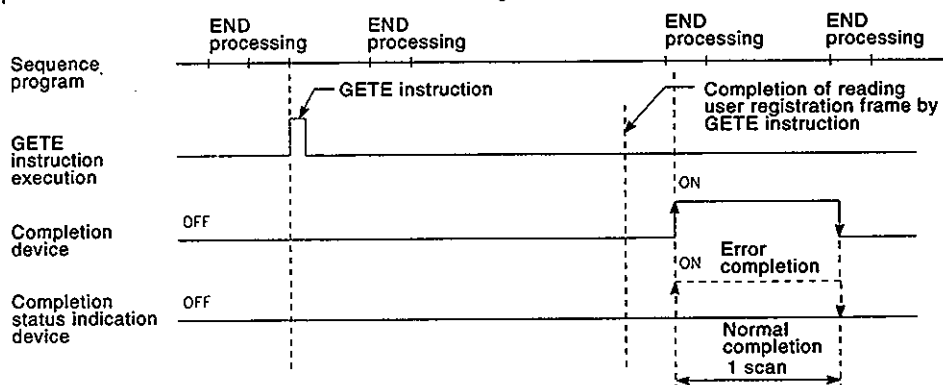 END
processing
END
processing
END
processing
END
processing
Sequence
program
GETE instruction
Completion of reading
user registration frame by
GETE instruction
GETE
instruction
execution
ON
OFF
Completion
device
ON
Error
completion
OFF
Completion
status indication
device
Normal
completion
1 scan